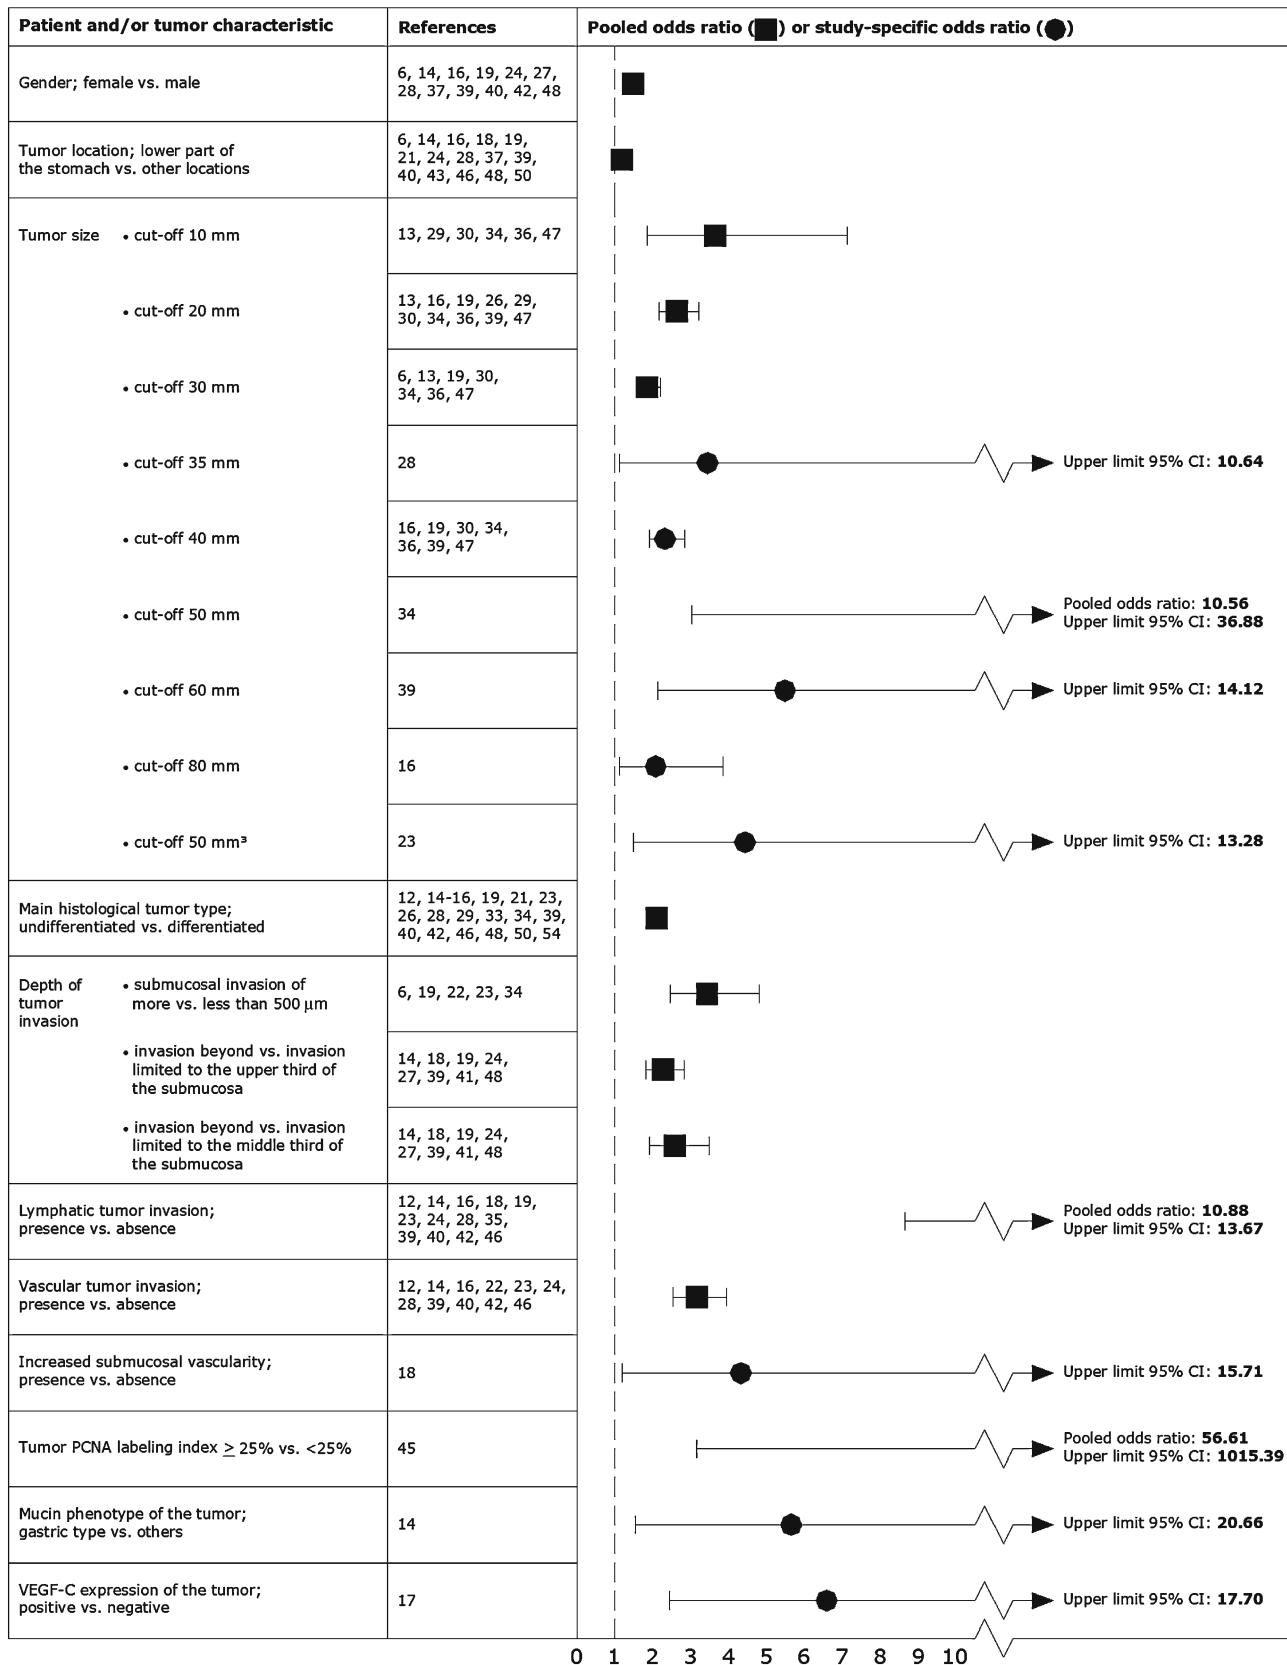 Patient and/or tumor characteristic
References
Pooled odds ratio (■) or study-specific odds ratio (●)
Gender; female vs. male
6, 14, 16, 19, 24, 27,
28, 37, 39, 40, 42, 48
Tumor location; lower part of
the stomach vs. other locations
6, 14, 16, 18, 19,
21, 24, 28, 37, 39,
40, 43, 46, 48, 50
Tumor size • cut-off 10 mm
13, 29, 30, 34, 36, 47
• cut-off 20 mm
13, 16, 19, 26, 29,
30, 34, 36, 39, 47
• cut-off 30 mm
6, 13, 19, 30,
34, 36, 47
• cut-off 35 mm
28
Upper limit 95% CI: 10.64
• cut-off 40 mm
16, 19, 30, 34,
36, 39, 47
• cut-off 50 mm
34
Pooled odds ratio: 10.56
Upper limit 95% CI: 36.88
• cut-off 60 mm
39
Upper limit 95% CI: 14.12
• cut-off 80 mm
16
• cut-off 50 mm³
23
Upper limit 95% CI: 13.28
Main histological tumor type;
undifferentiated vs. differentiated
12, 14-16, 19, 21, 23,
26, 28, 29, 33, 34, 39,
40, 42, 46, 48, 50, 54
Depth of
tumor
invasion
• submucosal invasion of
more vs. less than 500 µm
6, 19, 22, 23, 34
• invasion beyond vs. invasion
limited to the upper third of
the submucosa
14, 18, 19, 24,
27, 39, 41, 48
• invasion beyond vs. invasion
limited to the middle third of
the submucosa
14, 18, 19, 24,
27, 39, 41, 48
Lymphatic tumor invasion;
presence vs. absence
12, 14, 16, 18, 19,
23, 24, 28, 35,
39, 40, 42, 46
Pooled odds ratio: 10.88
Upper limit 95% CI: 13.67
Vascular tumor invasion;
presence vs. absence
12, 14, 16, 22, 23, 24,
28, 39, 40, 42, 46
Increased submucosal vascularity;
presence vs. absence
18
Upper limit 95% CI: 15.71
Tumor PCNA labeling index ≥ 25% vs. <25%
45
Pooled odds ratio: 56.61
Upper limit 95% CI: 1015.39
Mucin phenotype of the tumor;
gastric type vs. others
14
Upper limit 95% CI: 20.66
VEGF-C expression of the tumor;
positive vs. negative
17
Upper limit 95% CI: 17.70
0 1 2 3 4 5 6 7 8 9 10